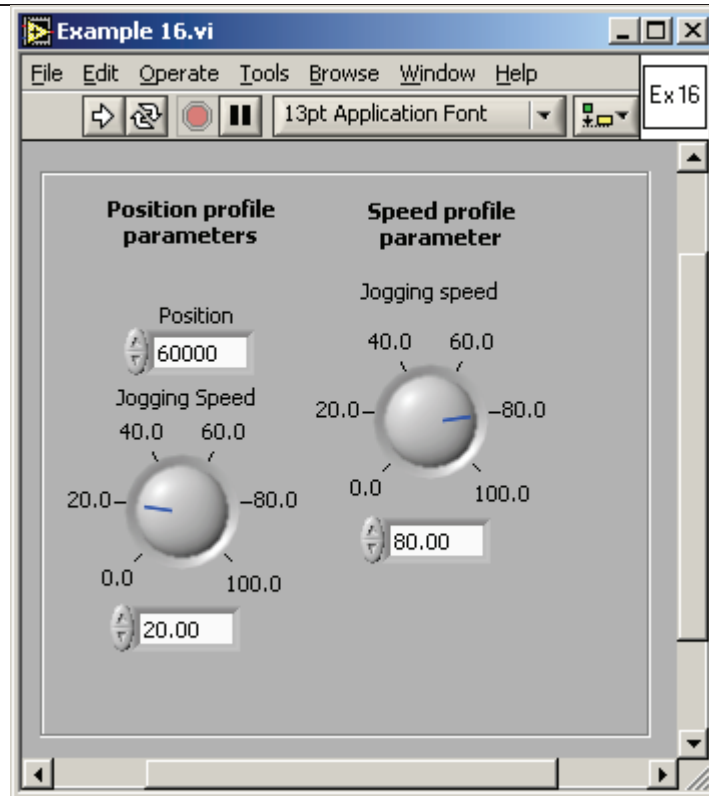 Example 16.vi
File Edit Operate Tools Browse Window Help
13pt Application Font
Ex 16
Position profile
parameters
Position
60000
Jogging Speed
40.0 60.0
20.0 80.0
0.0 100.0
20.00
Speed profile
parameter
Jogging speed
40.0 60.0
20.0 80.0
0.0 100.0
80.00